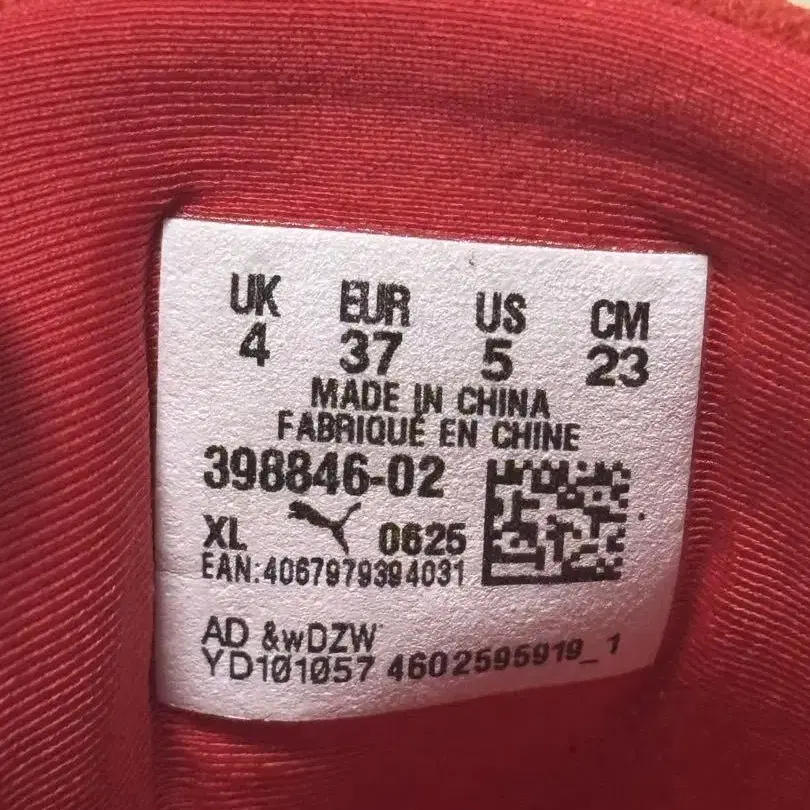 UK EUR US CM
4 37 5 23
MADE IN CHINA
FABRIQUÉ EN CHINE
398846-02
XL 0625
EAN:4067979394031
AD &wDZW
YD101057 4602595919_1